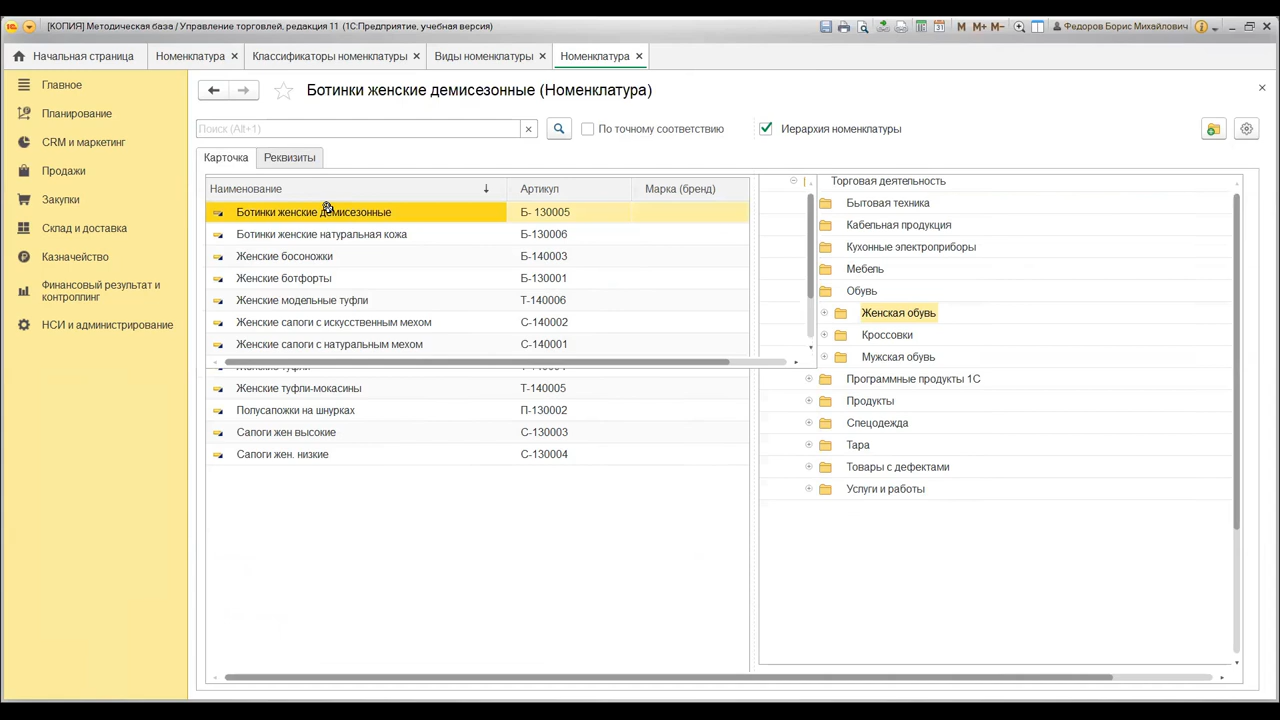 [КОПИЯ] Методическая база / Управление торговлей, редакция 11 (1С:Предприятие, учебная версия)
M M+ M- Федоров Борис Михайлович
Начальная страница Номенклатура Классификаторы номенклатуры Виды номенклатуры Номенклатура
Главное
Планирование
CRM и маркетинг
Продажи
Закупки
Склад и доставка
Казначейство
Финансовый результат и
контроллинг
НСИ и администрирование
Ботинки женские демисезонные (Номенклатура)
Поиск (Alt+1) По точному соответствию Иерархия номенклатуры
Карточка Реквизиты
Наименование Артикул Марка (бренд)
Ботинки женские демисезонные Б- 130005
Ботинки женские натуральная кожа Б-130006
Женские босоножки Б-140003
Женские ботфорты Б-130001
Женские модельные туфли Т-140006
Женские сапоги с искусственным мехом С-140002
Женские сапоги с натуральным мехом С-140001
Женские туфли-мокасины Т-140005
Полусапожки на шнурках П-130002
Сапоги жен высокие С-130003
Сапоги жен. низкие С-130004
Торговая деятельность
Бытовая техника
Кабельная продукция
Кухонные электроприборы
Мебель
Обувь
Женская обувь
Кроссовки
Мужская обувь
Программные продукты 1С
Продукты
Спецодежда
Тара
Товары с дефектами
Услуги и работы